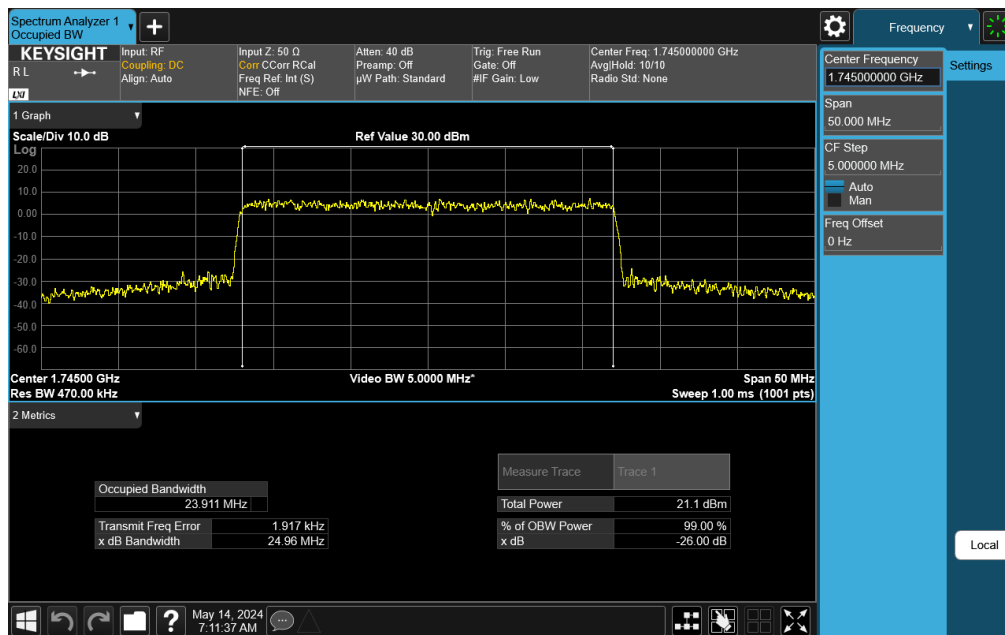 Spectrum Analyzer 1
Occupied BW
Frequency
KEYSIGHT
R L
LXI
Input: RF
Coupling: DC
Align: Auto
Input Z: 50 Ω
Corr CCorr RCal
Freq Ref: Int (S)
NFE: Off
Atten: 40 dB
Preamp: Off
µW Path: Standard
Trig: Free Run
Gate: Off
#IF Gain: Low
Center Freq: 1.745000000 GHz
Avg|Hold: 10/10
Radio Std: None
Center Frequency
1.745000000 GHz
Settings
Span
50.000 MHz
CF Step
5.000000 MHz
Auto
Man
Freq Offset
0 Hz
Local
1 Graph
Scale/Div 10.0 dB
Ref Value 30.00 dBm
Log
20.0
10.0
0.00
-10.0
-20.0
-30.0
-40.0
-50.0
-60.0
Center 1.74500 GHz
Video BW 5.0000 MHz*
Span 50 MHz
Res BW 470.00 kHz
Sweep 1.00 ms (1001 pts)
2 Metrics
Measure Trace Trace 1
Occupied Bandwidth
23.911 MHz
Total Power 21.1 dBm
Transmit Freq Error 1.917 kHz
% of OBW Power 99.00 %
x dB Bandwidth 24.96 MHz
x dB -26.00 dB
May 14, 2024
7:11:37 AM